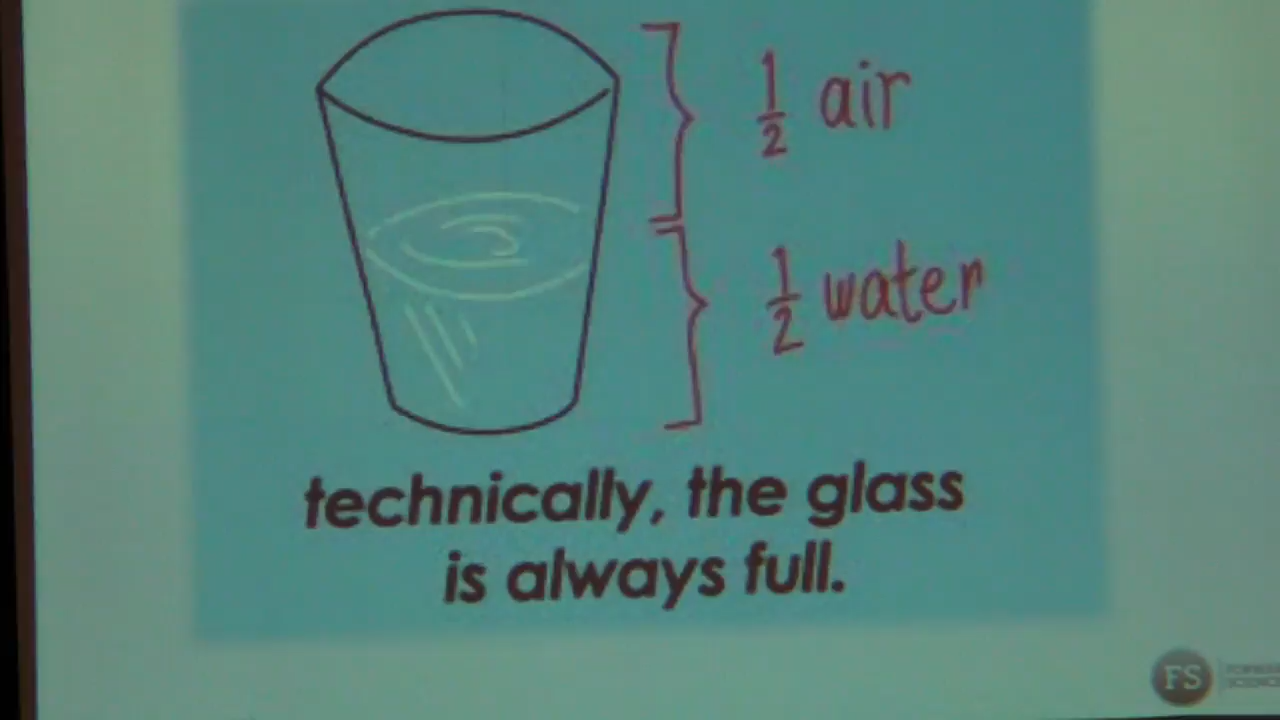 ½ air
½ water
technically, the glass
is always full.
FS